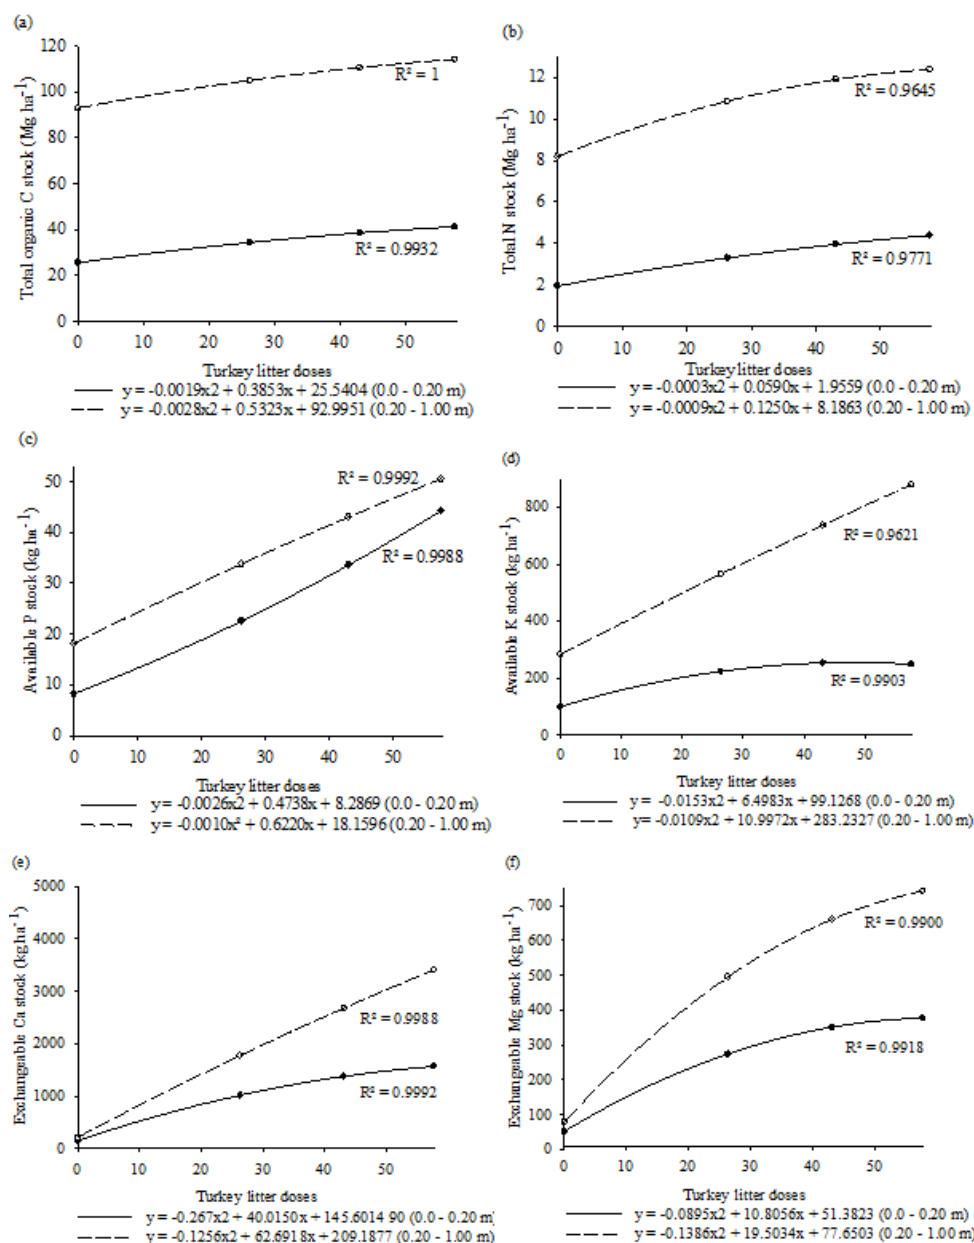 (a)
Total organic C stock (Mg ha-1)
120
100
80
60
40
20
0
R² = 1
R² = 0.9932
0 10 20 30 40 50
Turkey litter doses
y = -0.0019x2 + 0.3853x + 25.5404 (0.0 - 0.20 m)
y = -0.0028x2 + 0.5323x + 92.9951 (0.20 - 1.00 m)
(b)
Total N stock (Mg ha-1)
12
10
8
6
4
2
0
R² = 0.9645
R² = 0.9771
0 10 20 30 40 50
Turkey litter doses
y = -0.0003x2 + 0.0590x + 1.9559 (0.0 - 0.20 m)
y = -0.0009x2 + 0.1250x + 8.1863 (0.20 - 1.00 m)
(c)
Available P stock (kg ha-1)
50
40
30
20
10
0
R² = 0.9992
R² = 0.9988
0 10 20 30 40 50
Turkey litter doses
y = -0.0026x2 + 0.4738x + 8.2869 (0.0 - 0.20 m)
y = -0.0010x² + 0.6220x + 18.1596 (0.20 - 1.00 m)
(d)
Available K stock (kg ha-1)
800
600
400
200
0
R² = 0.9621
R² = 0.9903
0 10 20 30 40 50
Turkey litter doses
y = -0.0153x2 + 6.4983x + 99.1268 (0.0 - 0.20 m)
y = -0.0109x2 + 10.9972x + 283.2327 (0.20 - 1.00 m)
(e)
Exchangeable Ca stock (kg ha-1)
5000
4000
3000
2000
1000
0
R² = 0.9988
R² = 0.9992
0 10 20 30 40 50
Turkey litter doses
y = -0.267x2 + 40.0150x + 145.6014 90 (0.0 - 0.20 m)
y = -0.1256x2 + 62.6918x + 209.1877 (0.20 - 1.00 m)
(f)
Exchangeable Mg stock (kg ha-1)
700
600
500
400
300
200
100
0
R² = 0.9900
R² = 0.9918
0 10 20 30 40 50
Turkey litter doses
y = -0.0895x2 + 10.8056x + 51.3823 (0.0 - 0.20 m)
y = -0.1386x2 + 19.5034x + 77.6503 (0.20 - 1.00 m)